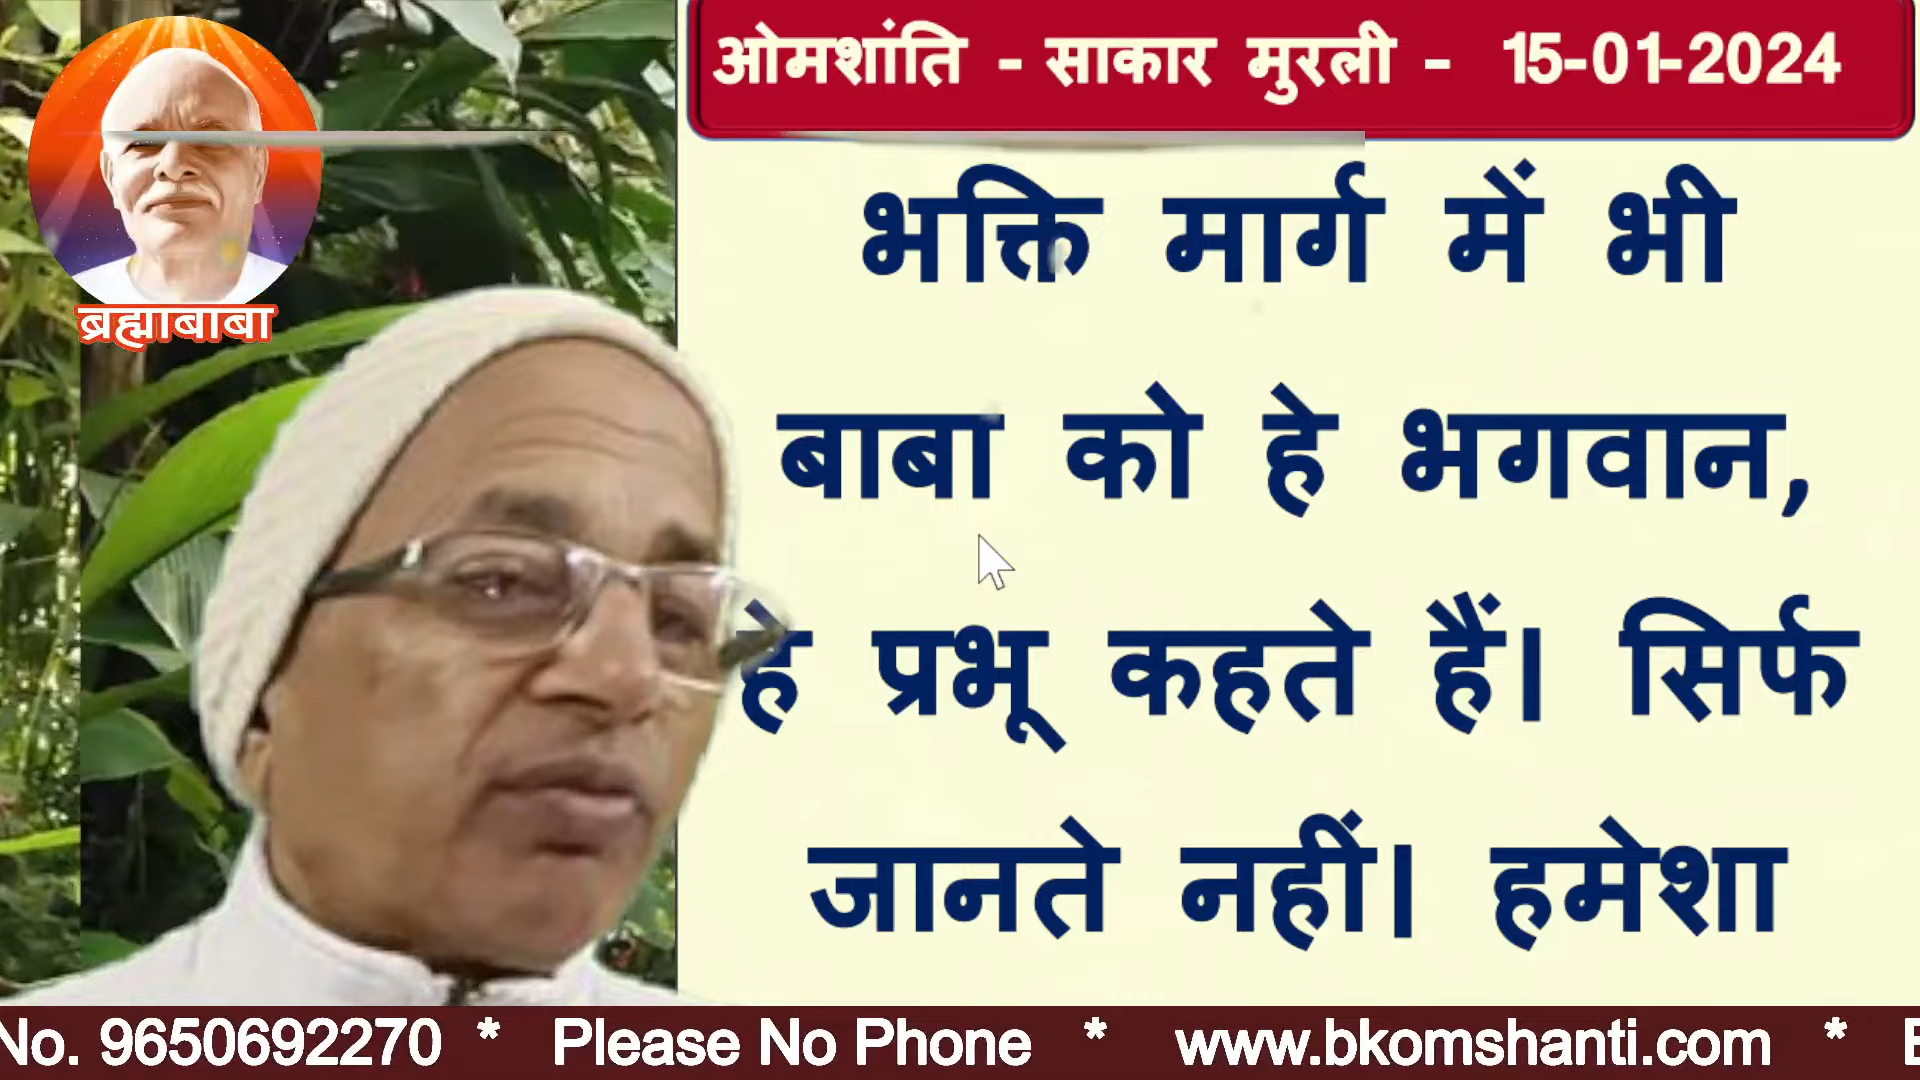 ओमशांति - साकार मुरली - 15-01-2024
ब्रह्माबाबा
भक्ति मार्ग में भी
बाबा को हे भगवान,
हे प्रभू कहते हैं। सिर्फ
जानते नहीं। हमेशा
No. 9650692270 * Please No Phone * www.bkomshanti.com *